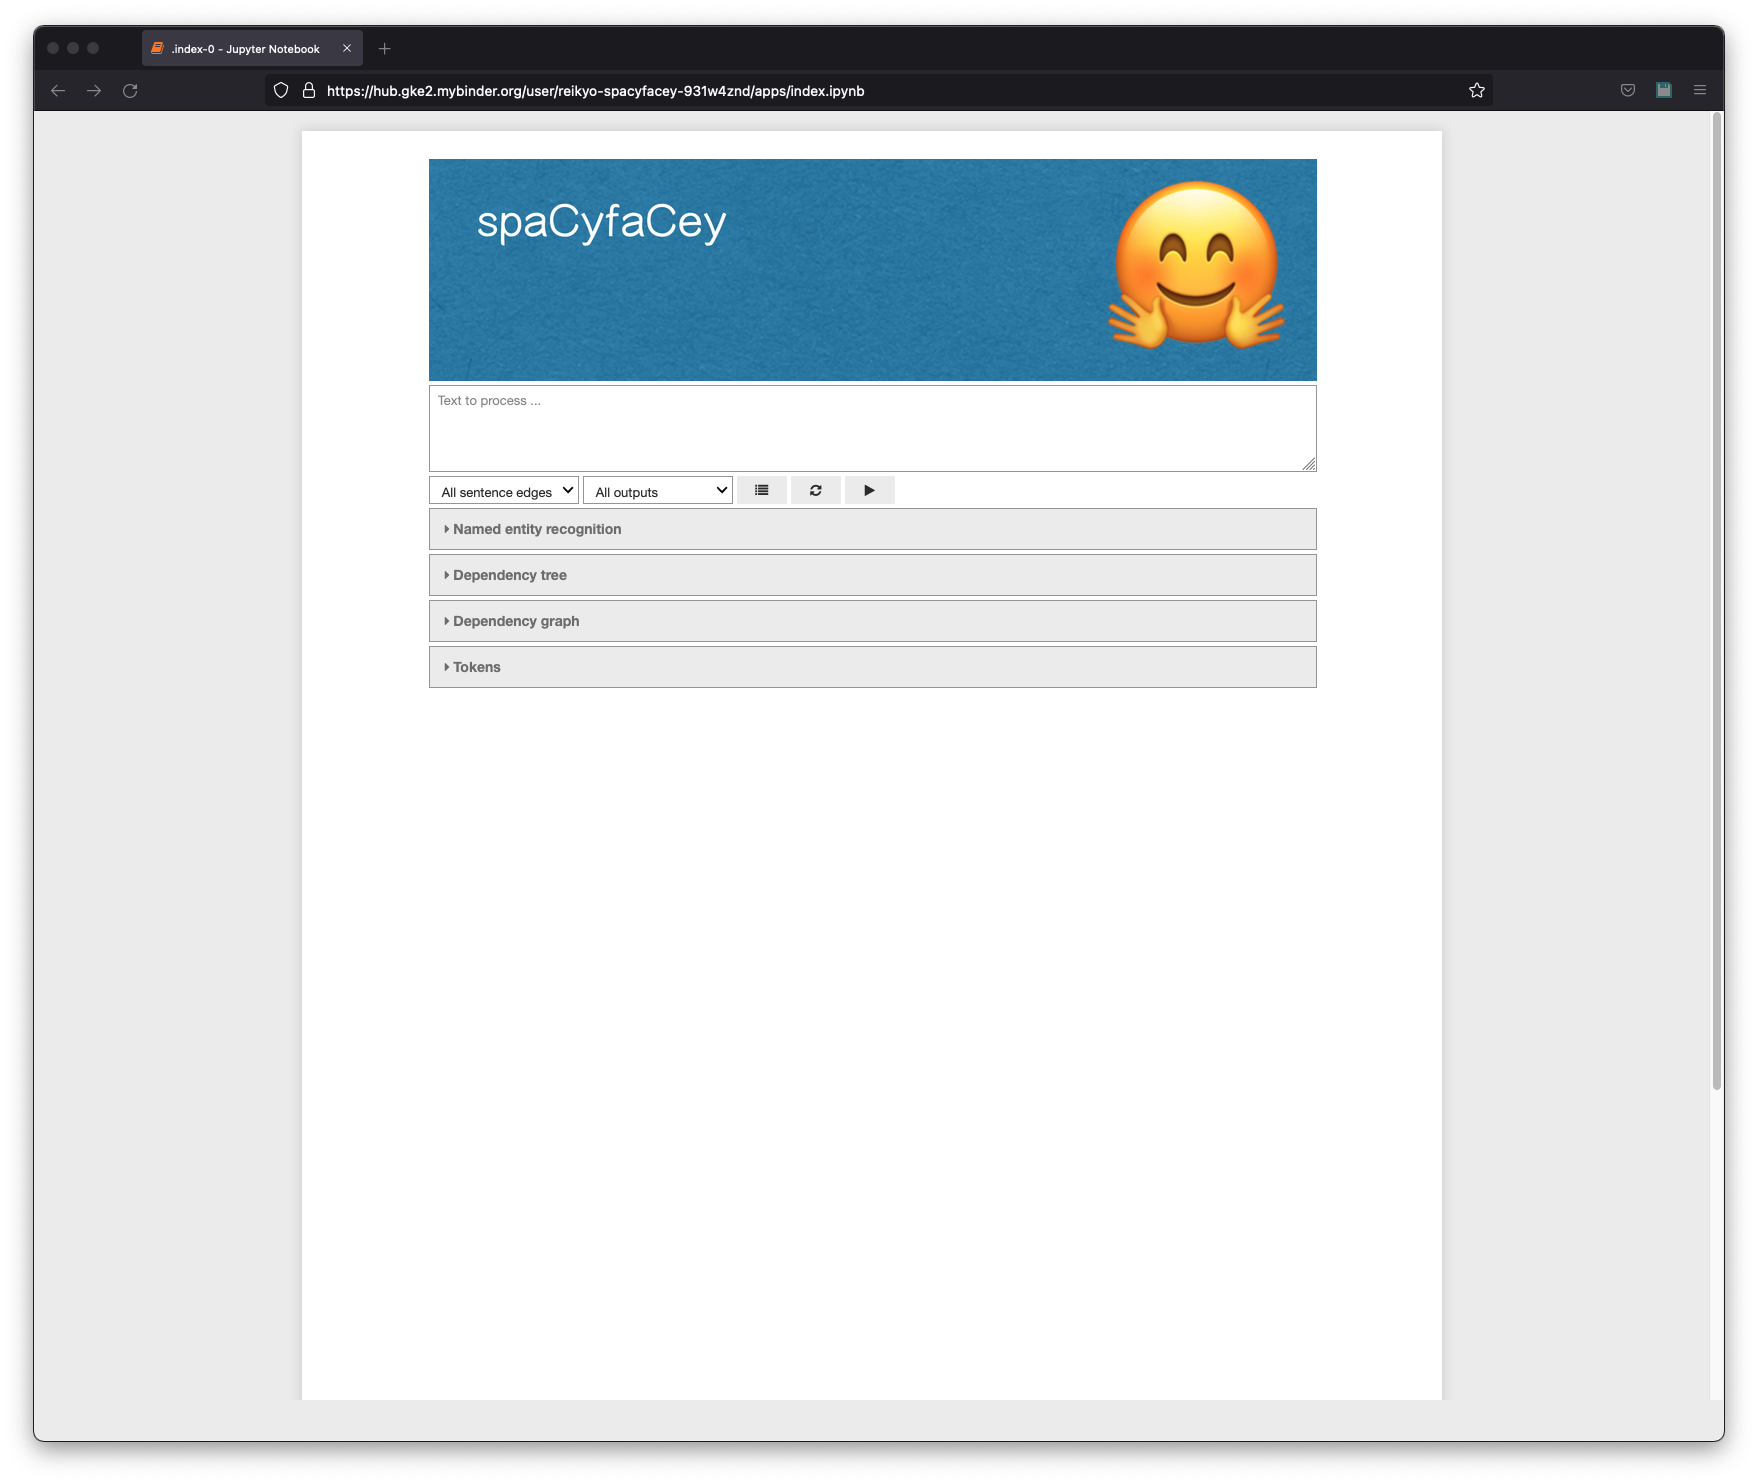 .index-0 - Jupyter Notebook
https://hub.gke2.mybinder.org/user/reikyo-spacyfacey-931w4znd/apps/index.ipynb
spaCyfaCey
Text to process ...
All sentence edges All outputs
Named entity recognition
Dependency tree
Dependency graph
Tokens